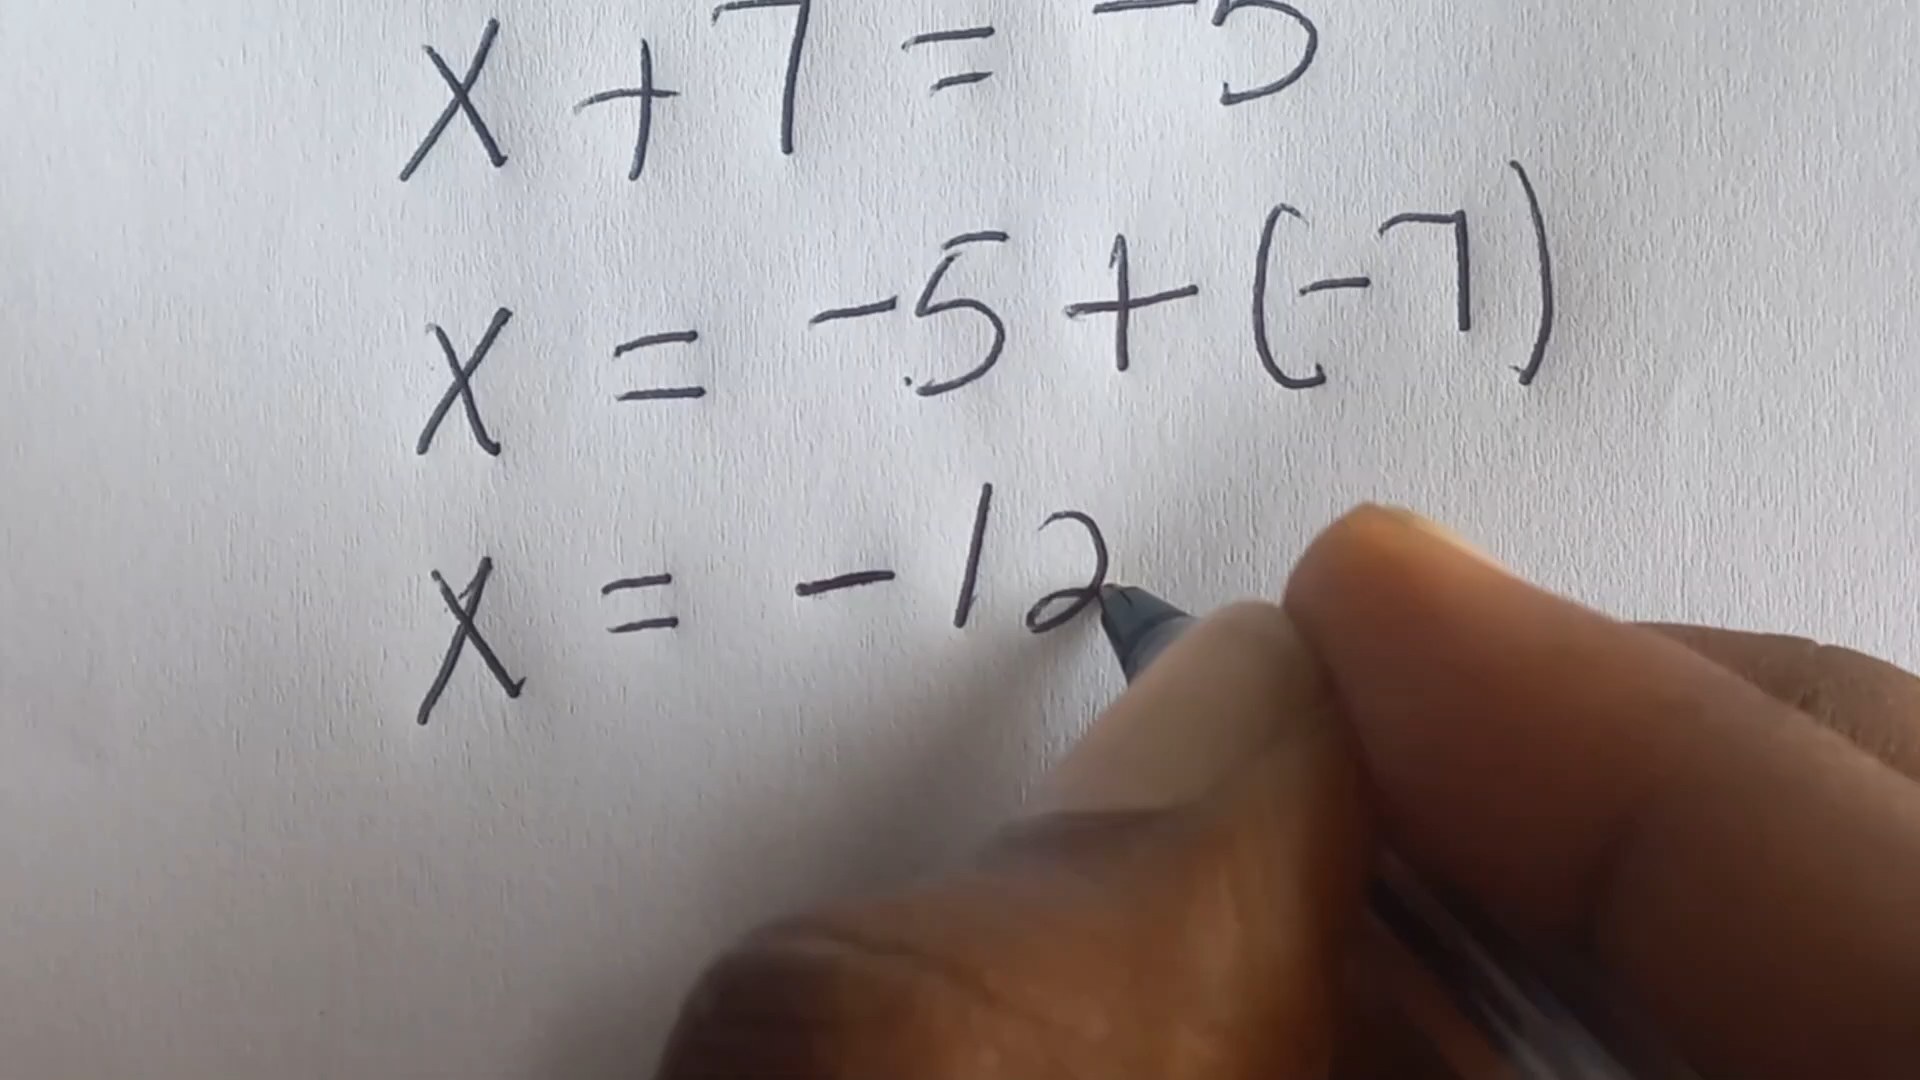 x + 7 = -5
x = -5 + (-7)
x = -12